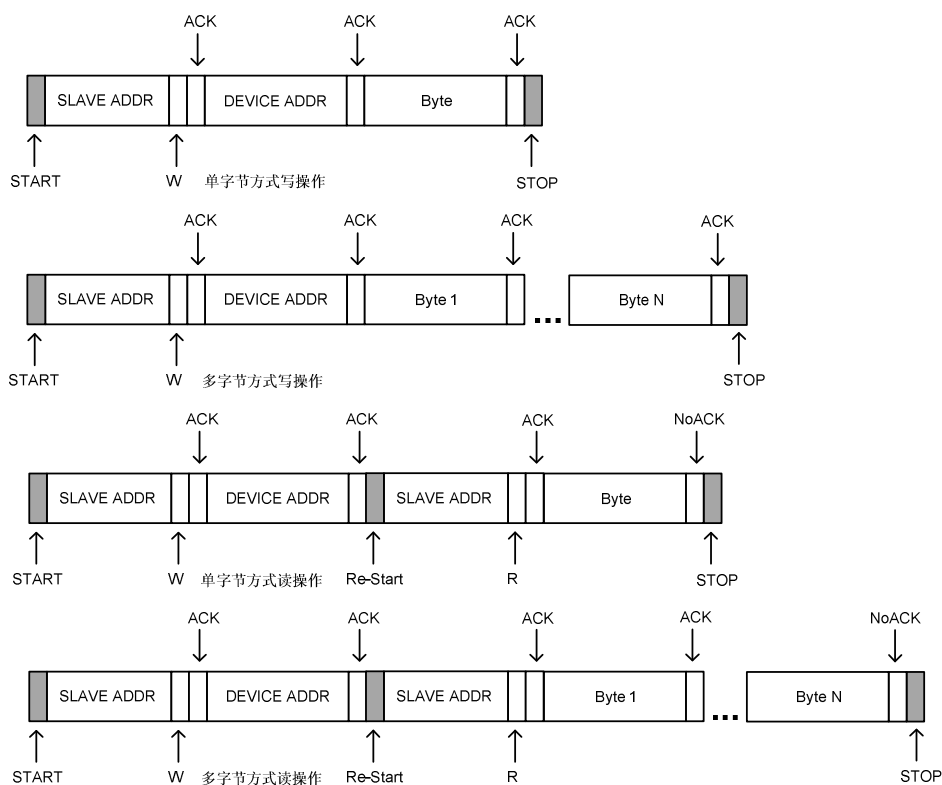 ACK ACK ACK
SLAVE ADDR DEVICE ADDR Byte
START W 单字节方式写操作 STOP
ACK ACK ACK ACK
SLAVE ADDR DEVICE ADDR Byte 1 ... Byte N
START W 多字节方式写操作 STOP
ACK ACK ACK NoACK
SLAVE ADDR DEVICE ADDR SLAVE ADDR Byte
START W 单字节方式读操作 Re-Start R STOP
ACK ACK ACK ACK NoACK
SLAVE ADDR DEVICE ADDR SLAVE ADDR Byte 1 ... Byte N
START W 多字节方式读操作 Re-Start R STOP